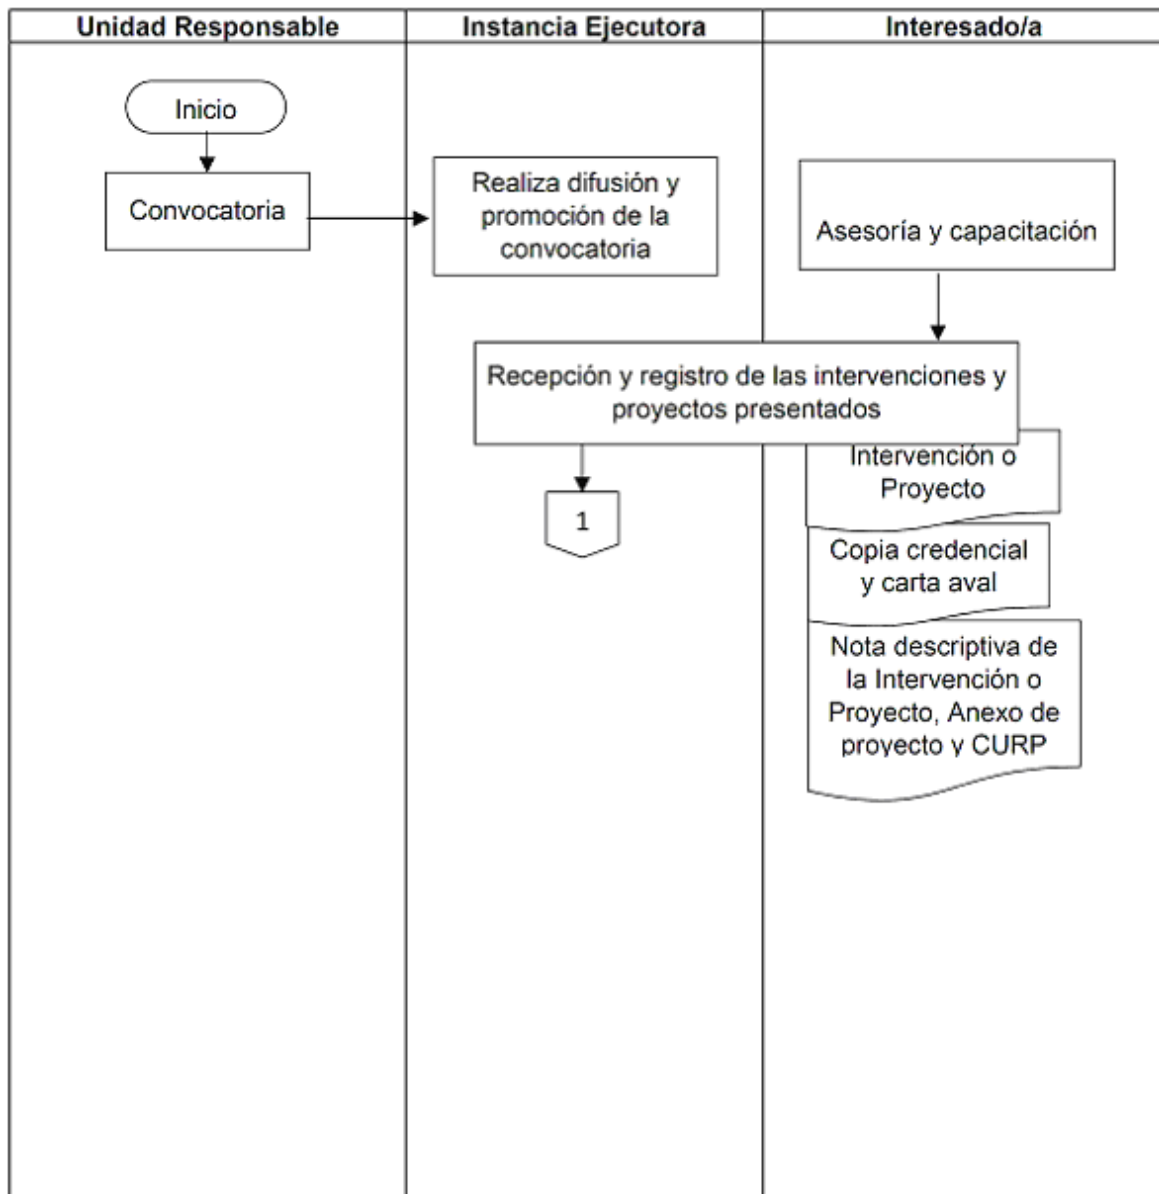 Unidad Responsable
Instancia Ejecutora
Interesado/a
Inicio
Convocatoria
Realiza difusión y
promoción de la
convocatoria
Asesoría y capacitación
Recepción y registro de las intervenciones y
proyectos presentados
1
Intervención o
Proyecto
Copia credencial
y carta aval
Nota descriptiva de
la Intervención o
Proyecto, Anexo de
proyecto y CURP